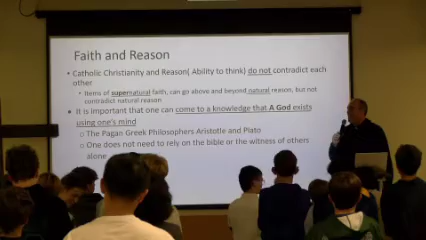 Faith and Reason
• Catholic Christianity and Reason( Ability to think) do not contradict each
other
• Items of supernatural faith, can go above and beyond natural reason, but not
contradict natural reason
• It is important that one can come to a knowledge that A God exists
using one's mind
o The Pagan Greek Philosophers Aristotle and Plato
o One does not need to rely on the bible or the witness of others
alone